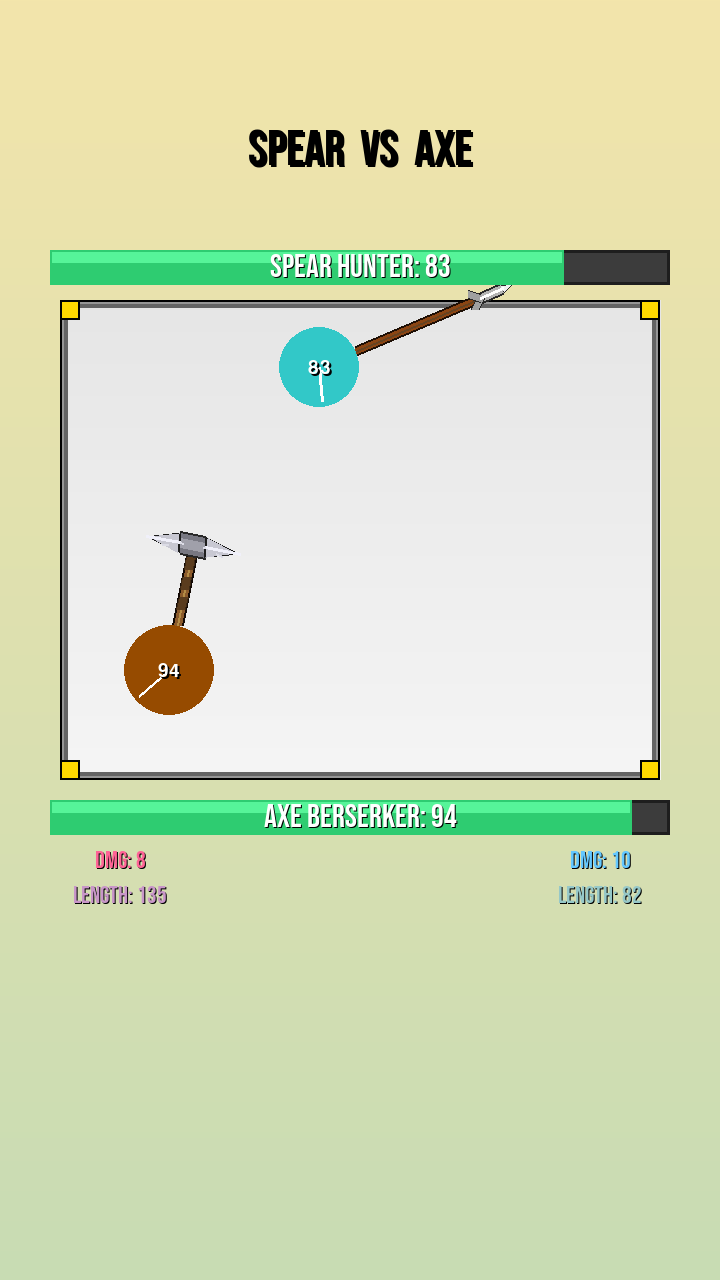 SPEAR VS AXE
SPEAR HUNTER: 83
83
94
AXE BERSERKER: 94
DMG: 8
DMG: 10
LENGTH: 135
LENGTH: 82